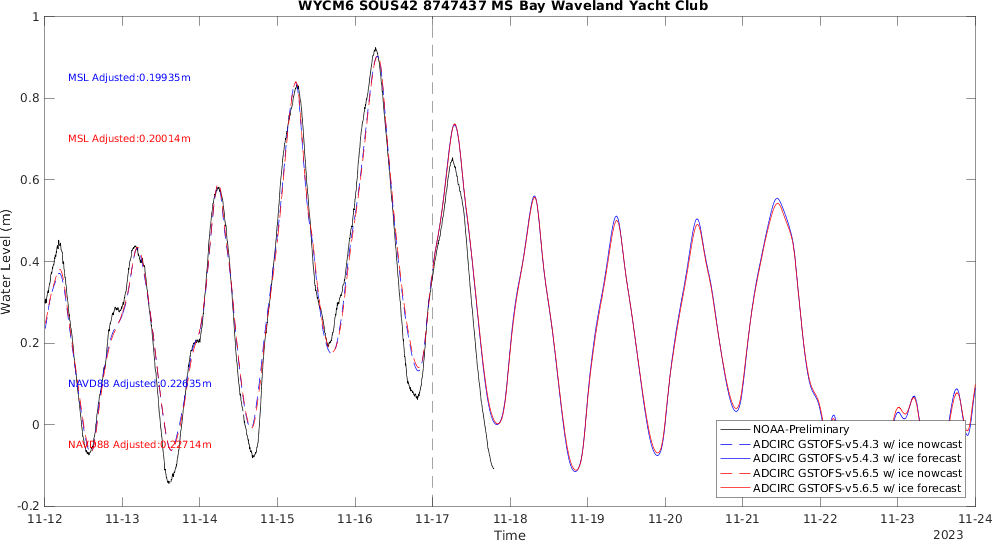 WYCM6 SOUS42 8747437 MS Bay Waveland Yacht Club
1
0.8
0.6
0.4
0.2
0
-0.2
Water Level (m)
MSL Adjusted:0.19935m
MSL Adjusted:0.20014m
NAVD88 Adjusted:0.22635m
NAVD88 Adjusted:0.22714m
NOAA-Preliminary
ADCIRC GSTOFS-v5.4.3 w/ ice nowcast
ADCIRC GSTOFS-v5.4.3 w/ ice forecast
ADCIRC GSTOFS-v5.6.5 w/ ice nowcast
ADCIRC GSTOFS-v5.6.5 w/ ice forecast
11-12 11-13 11-14 11-15 11-16 11-17 11-18 11-19 11-20 11-21 11-22 11-23 11-24
Time
2023